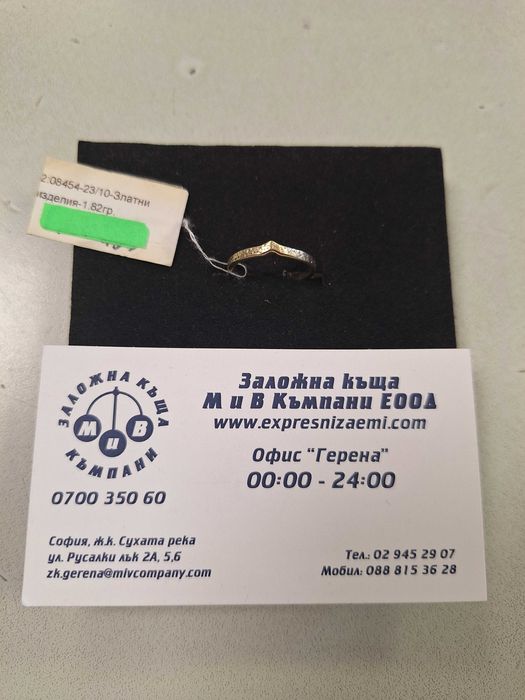 2:08454-23/10-Златни
изделия-1.82гр.
ЗАЛОЖНА КЪЩА
М и В
КЪМПАНИ
0700 350 60
Заложна къща
М и В Къмпани ЕООД
www.expresnizaemi.com
Офис "Герена"
00:00 - 24:00
София, ж.к. Сухата река
ул. Русалки лък 2А, 5,6
zk.gerena@mivcompany.com
Тел.: 02 945 29 07
Мобил: 088 815 36 28